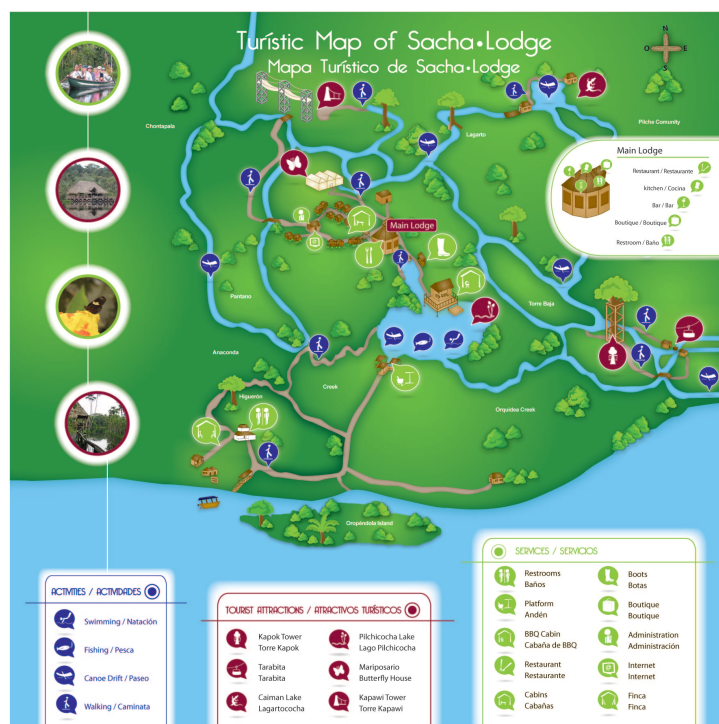 Turístic Map of Sacha•Lodge
Mapa Turístico de Sacha•Lodge
N
O
E
S
Chontapala
Lagarto
Pilche Comunity
Main Lodge
Restaurant / Restaurante
kitchen / Cocina
Bar / Bar
Boutique / Boutique
Restroom / Baño
Main Lodge
Pantano
Torre Baja
Anaconda
Creek
Higuerón
Orquidea Creek
Oropéndola Island
ACTIVITIES / ACTIVIDADES
Swimming / Natación
Fishing / Pesca
Canoe Drift / Paseo
Walking / Caminata
TOURIST ATTRACTIONS / ATRACTIVOS TURÍSTICOS
Kapok Tower
Torre Kapok
Tarabita
Tarabita
Caiman Lake
Lagartococha
Pilchicocha Lake
Lago Pilchicocha
Mariposario
Butterfly House
Kapawi Tower
Torre Kapawi
SERVICES / SERVICIOS
Restrooms
Baños
Platform
Andén
BBQ Cabin
Cabaña de BBQ
Restaurant
Restaurante
Cabins
Cabañas
Boots
Botas
Boutique
Boutique
Administration
Administración
Internet
Internet
Finca
Finca